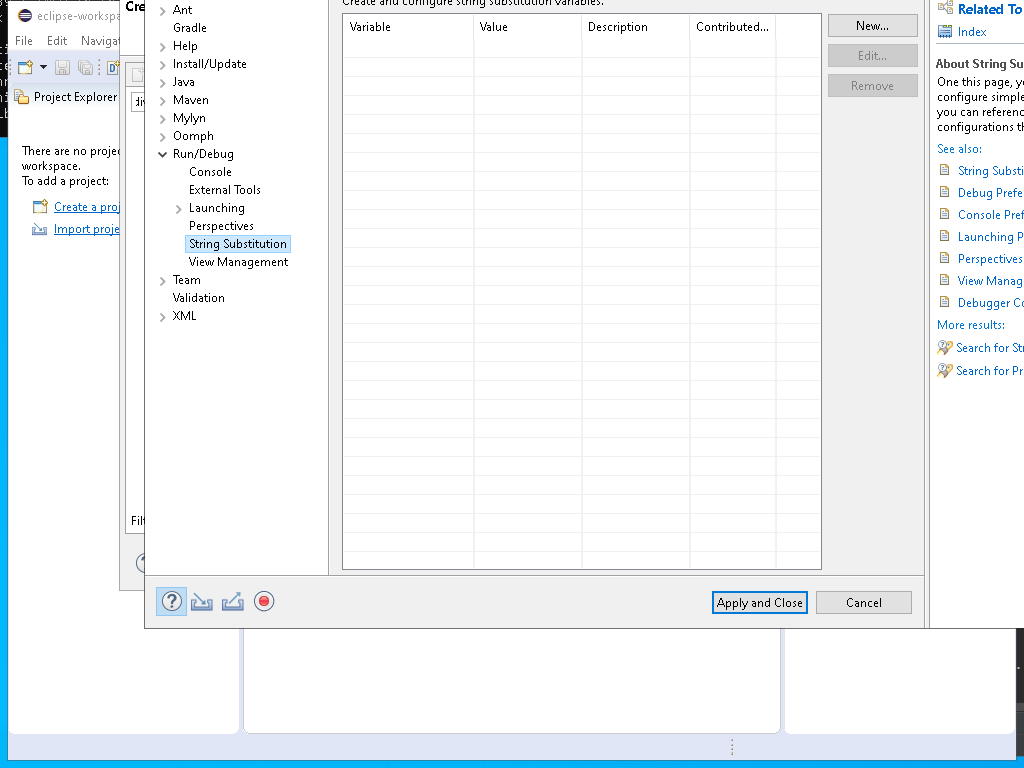 eclipse-workspa
File Edit Navigat
Project Explorer
There are no projec
workspace.
To add a project:
Create a proj
Import proje
Cre
Filt
Ant
Gradle
Help
Install/Update
Java
Maven
Mylyn
Oomph
Run/Debug
Console
External Tools
Launching
Perspectives
String Substitution
View Management
Team
Validation
XML
Create and configure string substitution variables.
Variable Value Description Contributed...
New...
Edit...
Remove
Apply and Close Cancel
Related To
Index
About String Su
One this page, yo
configure simple
you can referenc
configurations th
See also:
String Substi
Debug Prefe
Console Pref
Launching P
Perspectives
View Manag
Debugger Co
More results:
Search for Str
Search for Pr